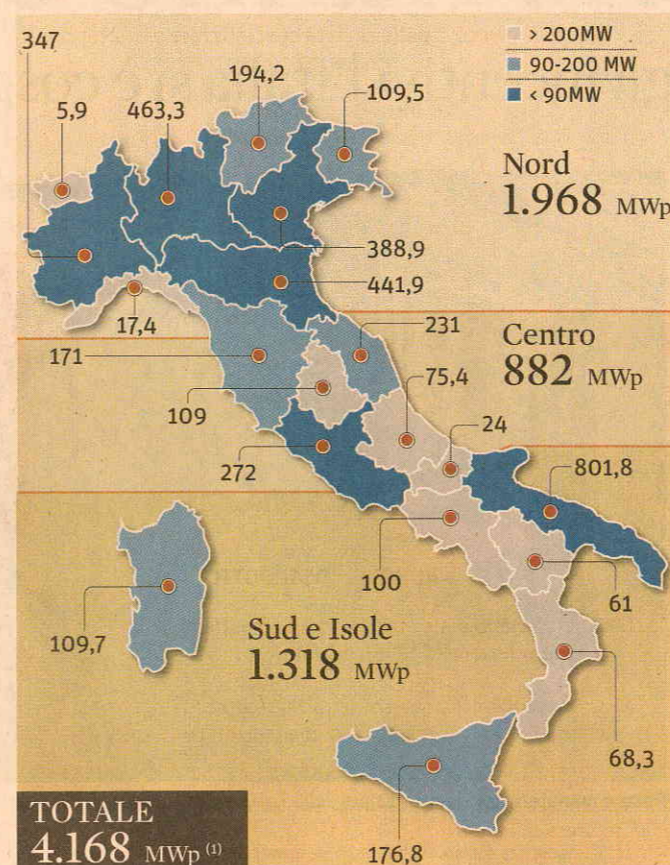 347
5,9
463,3
194,2
109,5
> 200MW
90-200 MW
< 90MW
Nord
1.968 MWp
388,9
441,9
17,4
171
231
Centro
882 MWp
75,4
109
24
272
801,8
100
61
109,7
Sud e Isole
1.318 MWp
68,3
TOTALE
4.168 MWp (1)
176,8